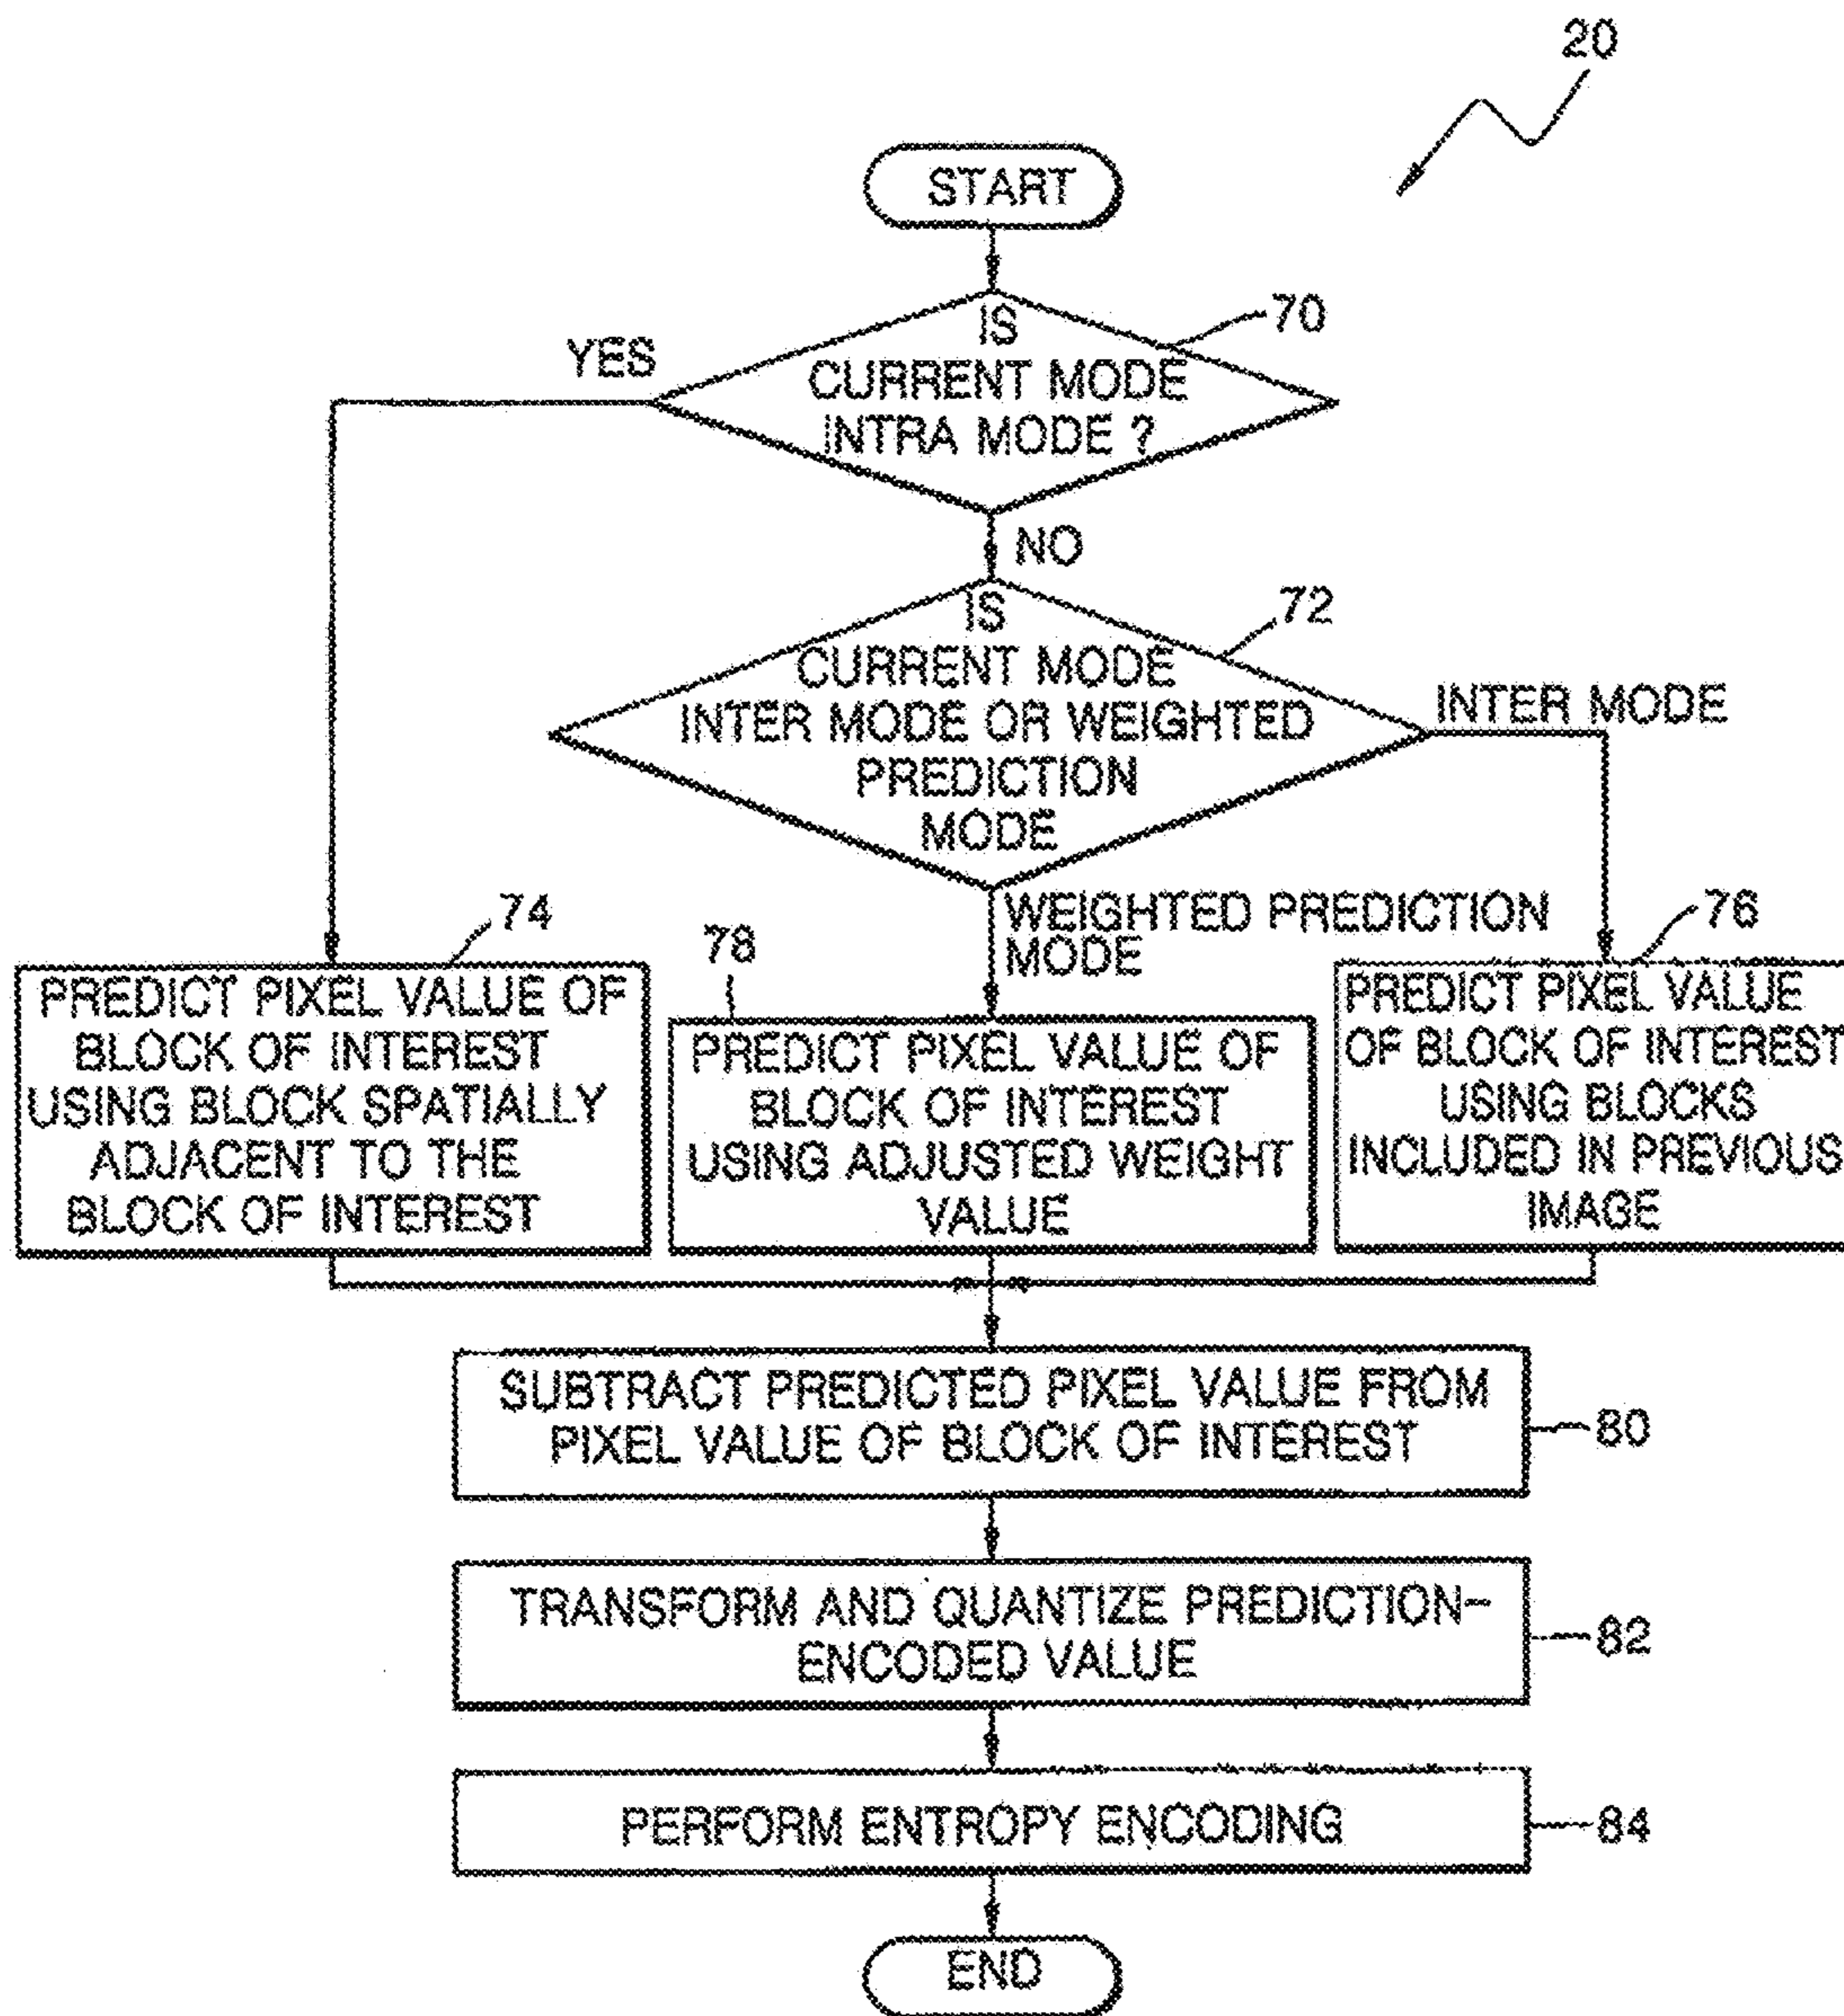 20
START
IS
CURRENT MODE
INTRA MODE ?
70
YES
NO
IS
CURRENT MODE
INTER MODE OR WEIGHTED
PREDICTION
MODE
72
INTER MODE
WEIGHTED PREDICTION
MODE
74
PREDICT PIXEL VALUE OF
BLOCK OF INTEREST
USING BLOCK SPATIALLY
ADJACENT TO THE
BLOCK OF INTEREST
78
PREDICT PIXEL VALUE OF
BLOCK OF INTEREST
USING ADJUSTED WEIGHT
VALUE
76
PREDICT PIXEL VALUE
OF BLOCK OF INTEREST
USING BLOCKS
INCLUDED IN PREVIOUS
IMAGE
SUBTRACT PREDICTED PIXEL VALUE FROM
PIXEL VALUE OF BLOCK OF INTEREST
80
TRANSFORM AND QUANTIZE PREDICTION-
ENCODED VALUE
82
PERFORM ENTROPY ENCODING
84
END